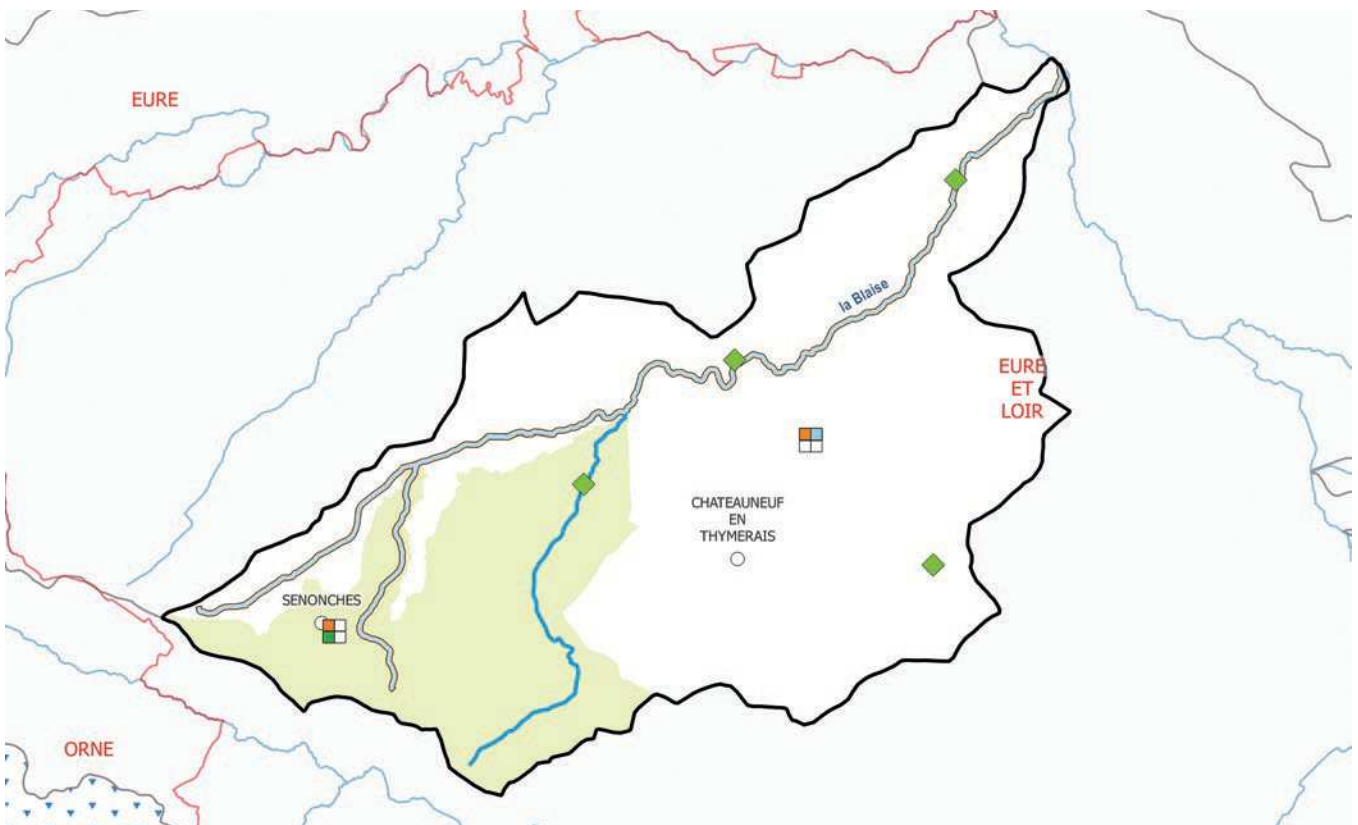 EURE
la Blaise
EURE
ET
LOIR
CHATEAUNEUF
EN
THYMERAIS
SENONCHES
ORNE